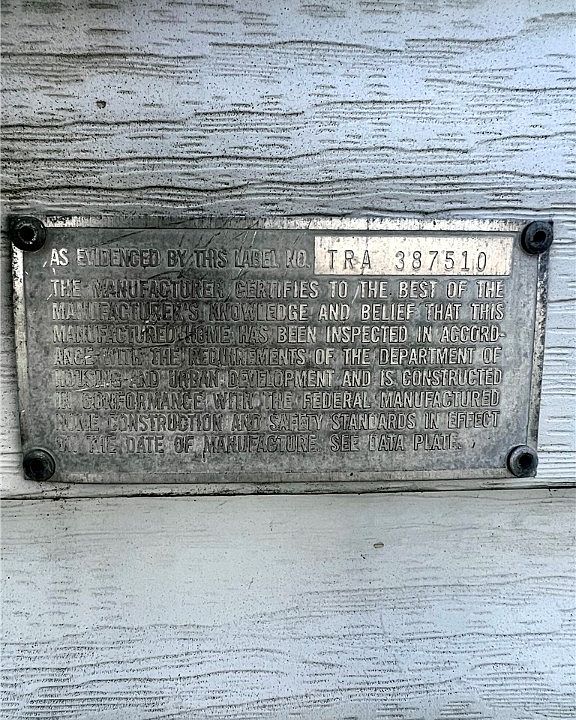 AS EVIDENCED BY THIS LABEL NO. TRA 387510
THE MANUFACTURER CERTIFIES TO THE BEST OF THE
MANUFACTURER'S KNOWLEDGE AND BELIEF THAT THIS
MANUFACTURED HOME HAS BEEN INSPECTED IN ACCORD-
ANCE WITH THE REQUIREMENTS OF THE DEPARTMENT OF
HOUSING AND URBAN DEVELOPMENT AND IS CONSTRUCTED
IN CONFORMANCE WITH THE FEDERAL MANUFACTURED
HOME CONSTRUCTION AND SAFETY STANDARDS IN EFFECT
ON THE DATE OF MANUFACTURE. SEE DATA PLATE.